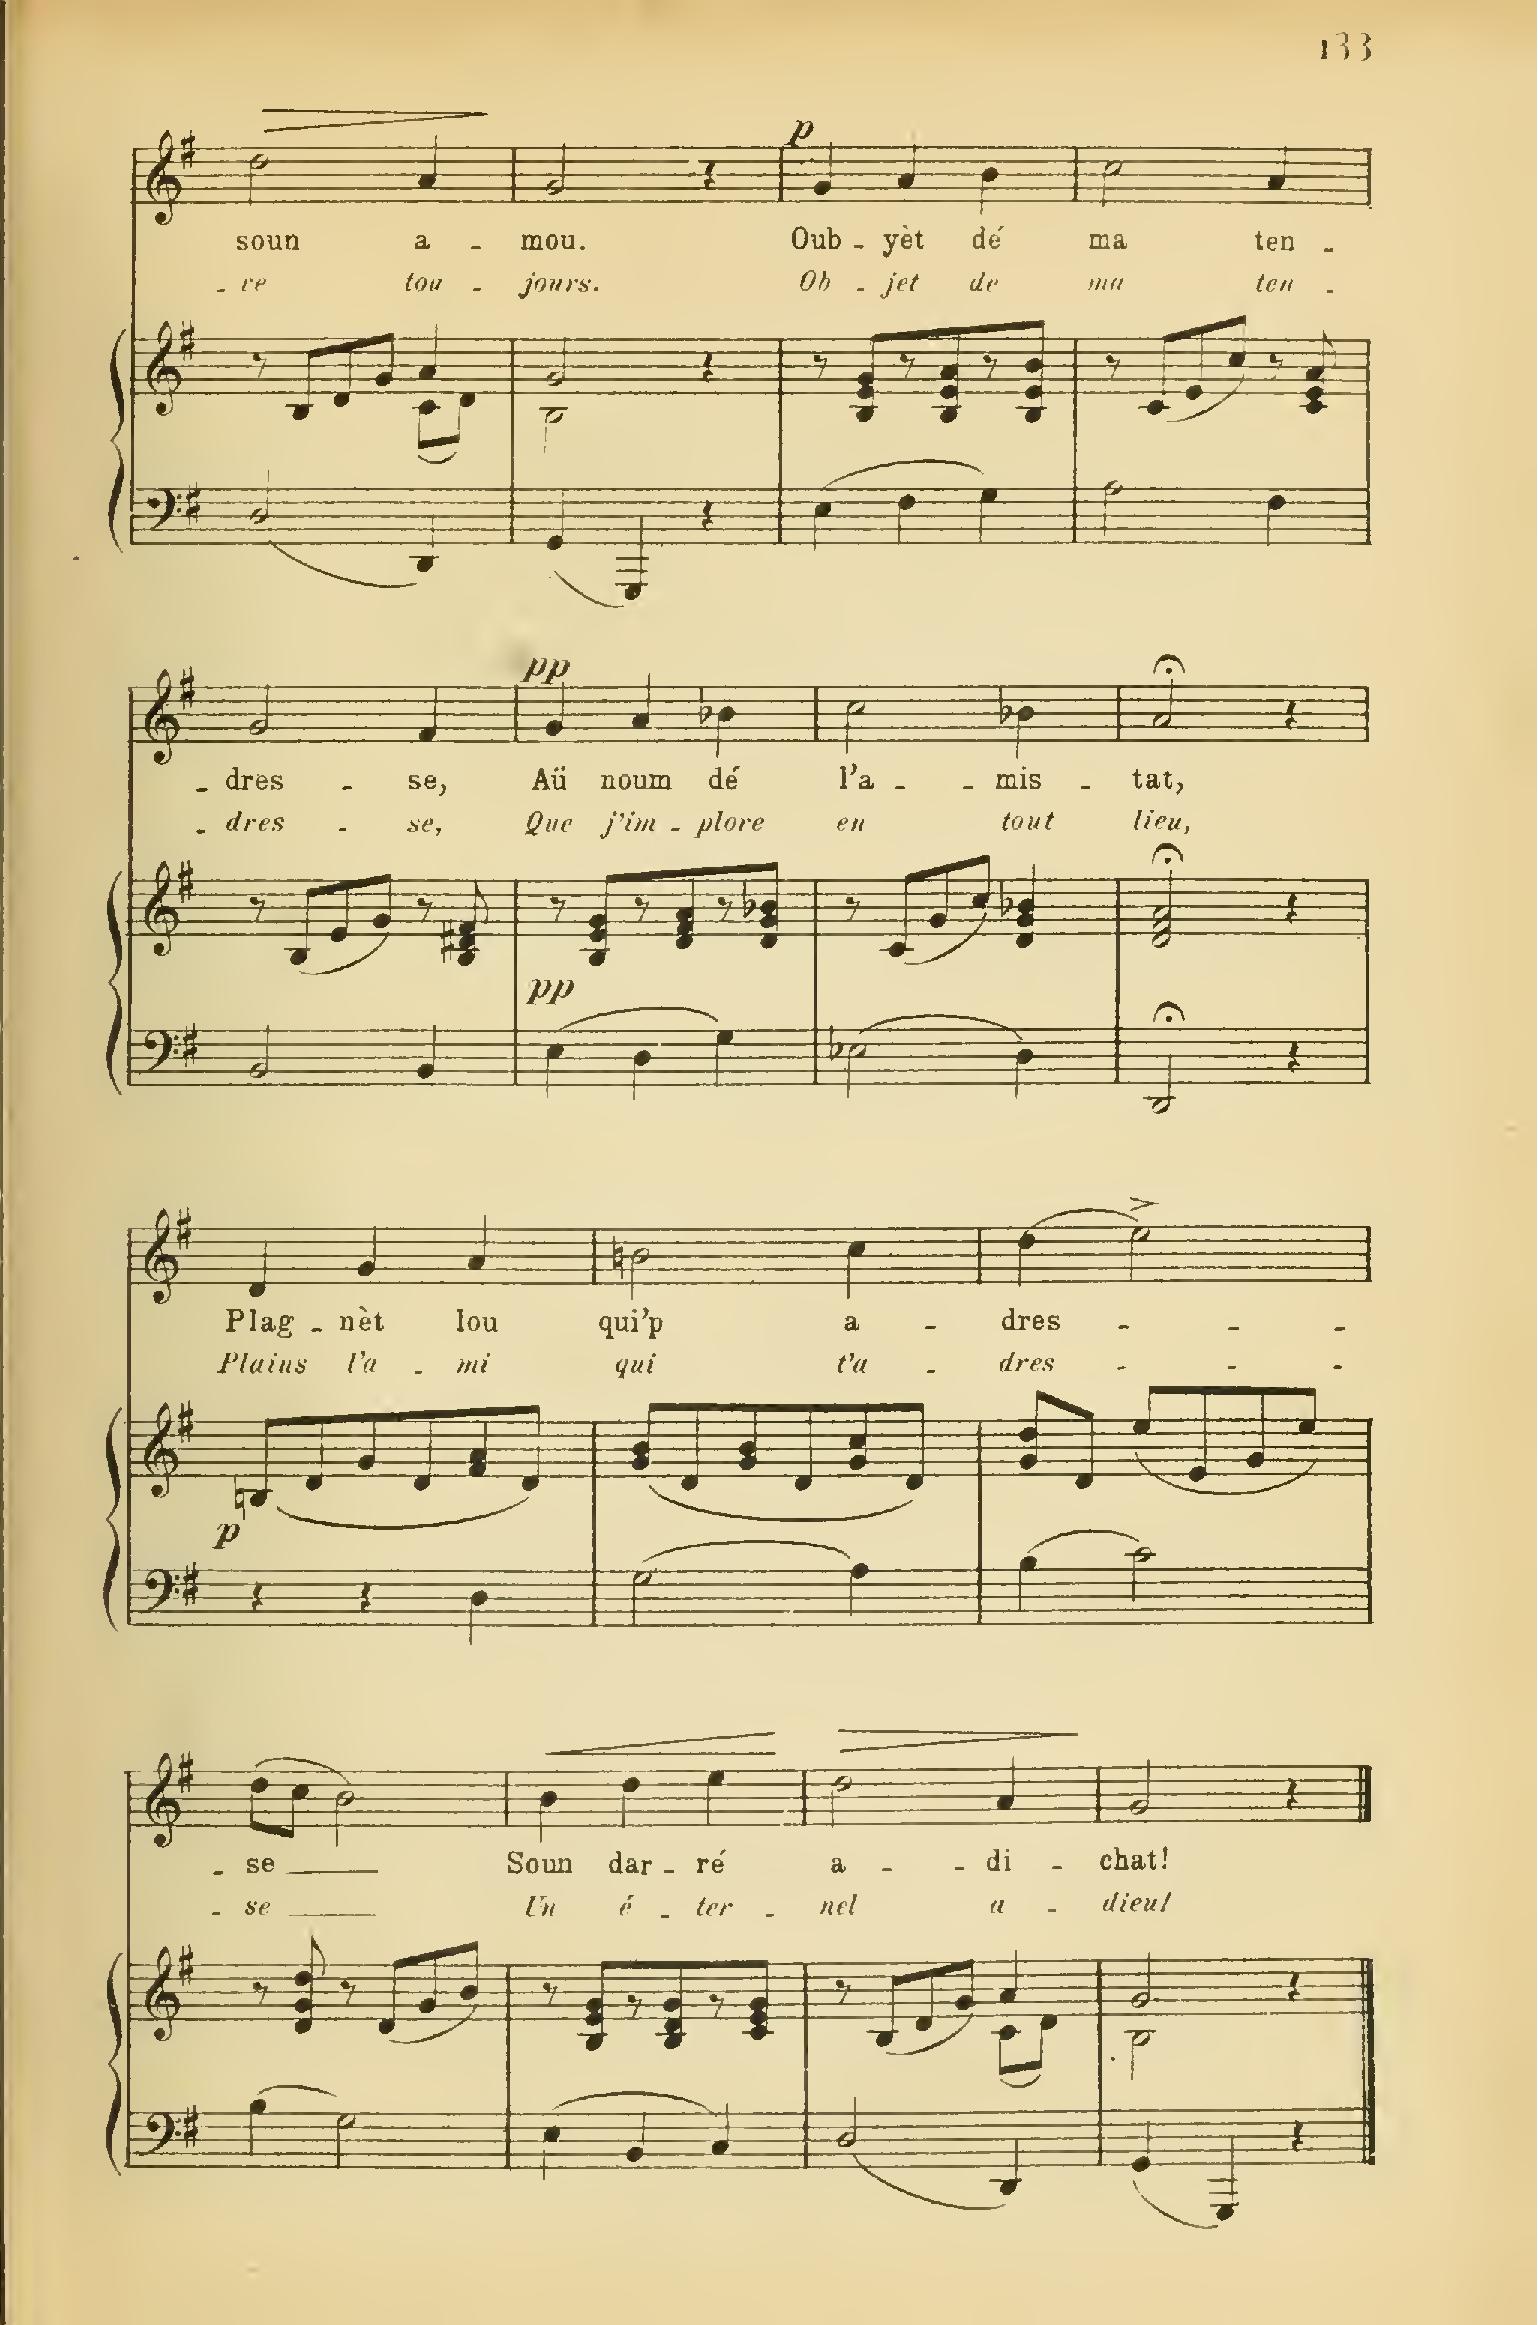 133
p
soun a - mou. Oub - yèt dé ma ten -
- re tou - jours. Ob - jet de ma ten -
pp
- dres - se, Aü noum dé l'a - - mis - tat,
- dres - se, Que j'im - plore en tout lieu,
pp
Plag - nèt lou qui'p a - dres - - -
Plains l'a - mi qui t'a - dres - - -
p
- se Soun dar - ré a - - di - chat!
- se Un é - ter - nel a - dieu!